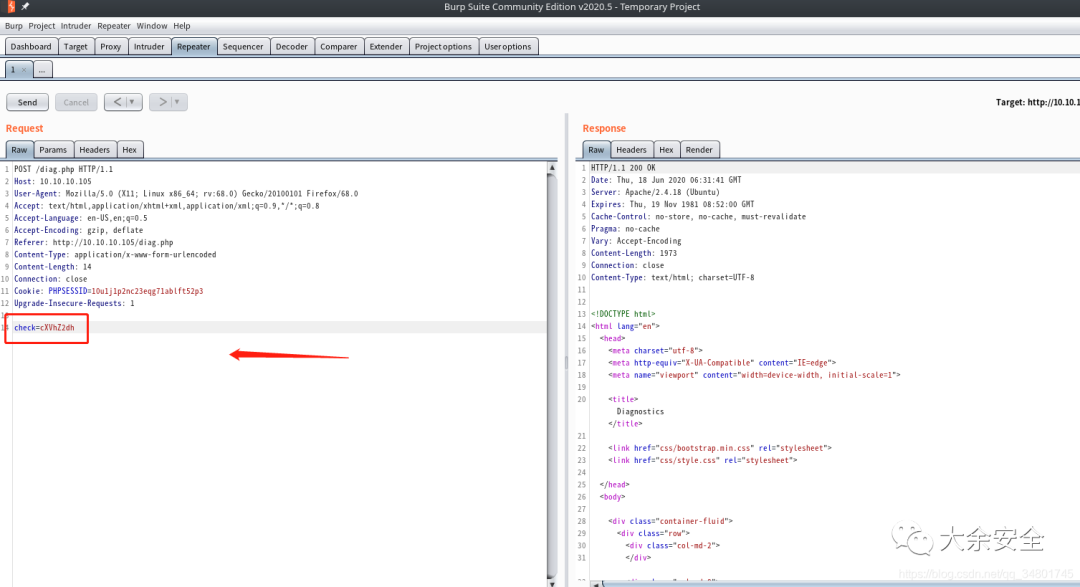 Burp Suite Community Edition v2020.5 - Temporary Project
Burp Project Intruder Repeater Window Help
Dashboard Target Proxy Intruder Repeater Sequencer Decoder Comparer Extender Project options User options
1 × ...
Send Cancel < ▼ > ▼ Target: http://10.10.1
Request
Raw Params Headers Hex
1 POST /diag.php HTTP/1.1
2 Host: 10.10.10.105
3 User-Agent: Mozilla/5.0 (X11; Linux x86_64; rv:68.0) Gecko/20100101 Firefox/68.0
4 Accept: text/html,application/xhtml+xml,application/xml;q=0.9,*/*;q=0.8
5 Accept-Language: en-US,en;q=0.5
6 Accept-Encoding: gzip, deflate
7 Referer: http://10.10.10.105/diag.php
8 Content-Type: application/x-www-form-urlencoded
9 Content-Length: 14
10 Connection: close
11 Cookie: PHPSESSID=10u1j1p2nc23eqg71ablft52p3
12 Upgrade-Insecure-Requests: 1
13
14 check=cXVhZ2dh
Response
Raw Headers Hex Render
1 HTTP/1.1 200 OK
2 Date: Thu, 18 Jun 2020 06:31:41 GMT
3 Server: Apache/2.4.18 (Ubuntu)
4 Expires: Thu, 19 Nov 1981 08:52:00 GMT
5 Cache-Control: no-store, no-cache, must-revalidate
6 Pragma: no-cache
7 Vary: Accept-Encoding
8 Content-Length: 1973
9 Connection: close
10 Content-Type: text/html; charset=UTF-8
11
12
13 <!DOCTYPE html>
14 <html lang="en">
15 <head>
16 <meta charset="utf-8">
17 <meta http-equiv="X-UA-Compatible" content="IE=edge">
18 <meta name="viewport" content="width=device-width, initial-scale=1">
19
20 <title>
Diagnostics
</title>
21
22 <link href="css/bootstrap.min.css" rel="stylesheet">
23 <link href="css/style.css" rel="stylesheet">
24
25 </head>
26 <body>
27
28 <div class="container-fluid">
29 <div class="row">
30 <div class="col-md-2">
31 </div>
大余安全
https://blog.csdn.net/qq_34801745